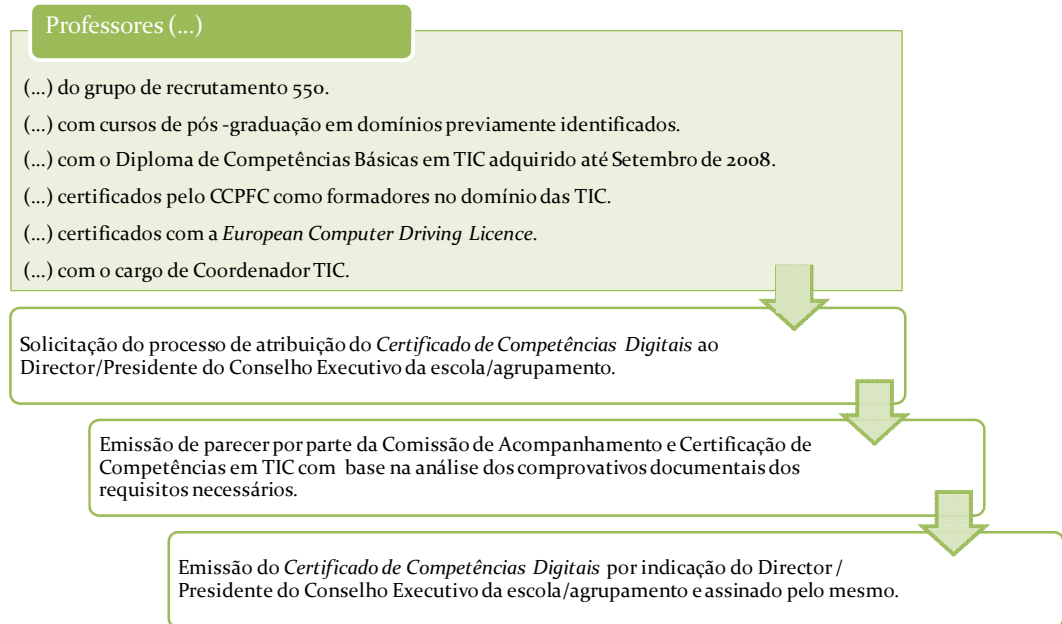 Professores (...)
(...) do grupo de recrutamento 550.
(...) com cursos de pós -graduação em domínios previamente identificados.
(...) com o Diploma de Competências Básicas em TIC adquirido até Setembro de 2008.
(...) certificados pelo CCPFC como formadores no domínio das TIC.
(...) certificados com a European Computer Driving Licence.
(...) com o cargo de Coordenador TIC.
Solicitação do processo de atribuição do Certificado de Competências Digitais ao
Director/Presidente do Conselho Executivo da escola/agrupamento.
Emissão de parecer por parte da Comissão de Acompanhamento e Certificação de
Competências em TIC com base na análise dos comprovativos documentais dos
requisitos necessários.
Emissão do Certificado de Competências Digitais por indicação do Director /
Presidente do Conselho Executivo da escola/agrupamento e assinado pelo mesmo.